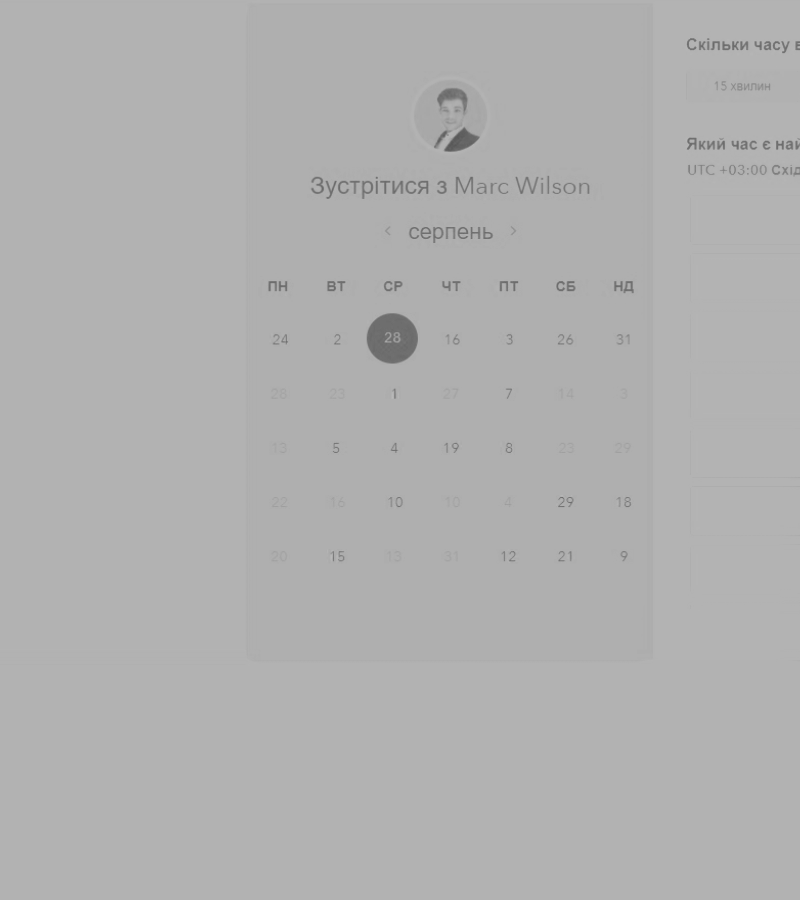 Зустрітися з Marc Wilson
серпень
ПН ВТ СР ЧТ ПТ СБ НД
24 2 28 16 3 26 31
28 23 1 27 7 14 3
13 5 4 19 8 23 29
22 16 10 10 4 29 18
20 15 13 31 12 21 9
Скільки часу
15 хвилин
Який час є
UTC +03:00